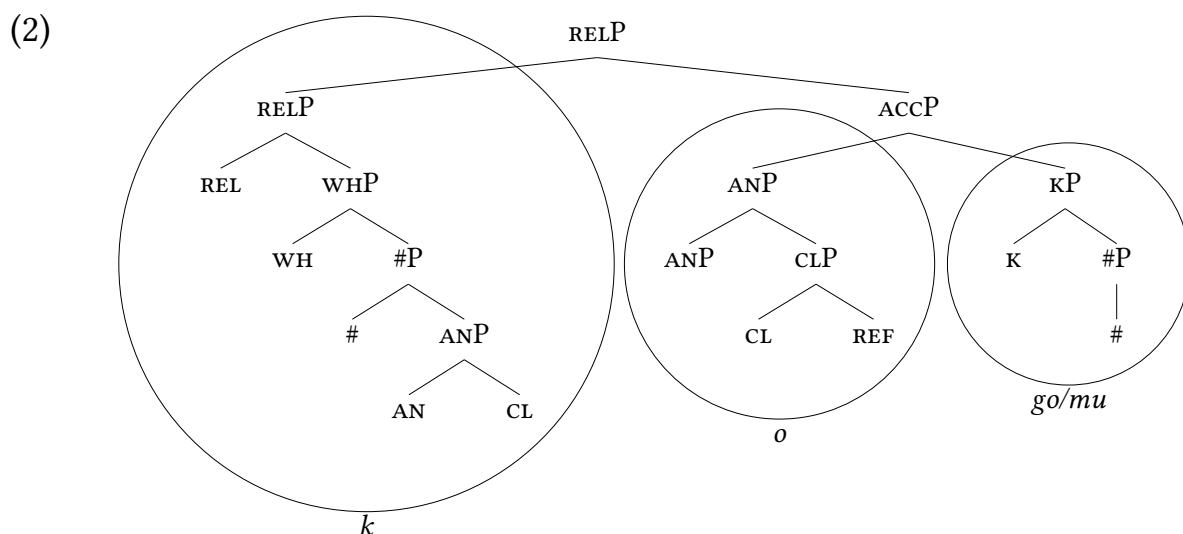 (2)
RELP
RELP ACCP
REL WHP ANP KP
WH #P ANP CLP K #P
# ANP CL REF #
AN CL
k o go/mu